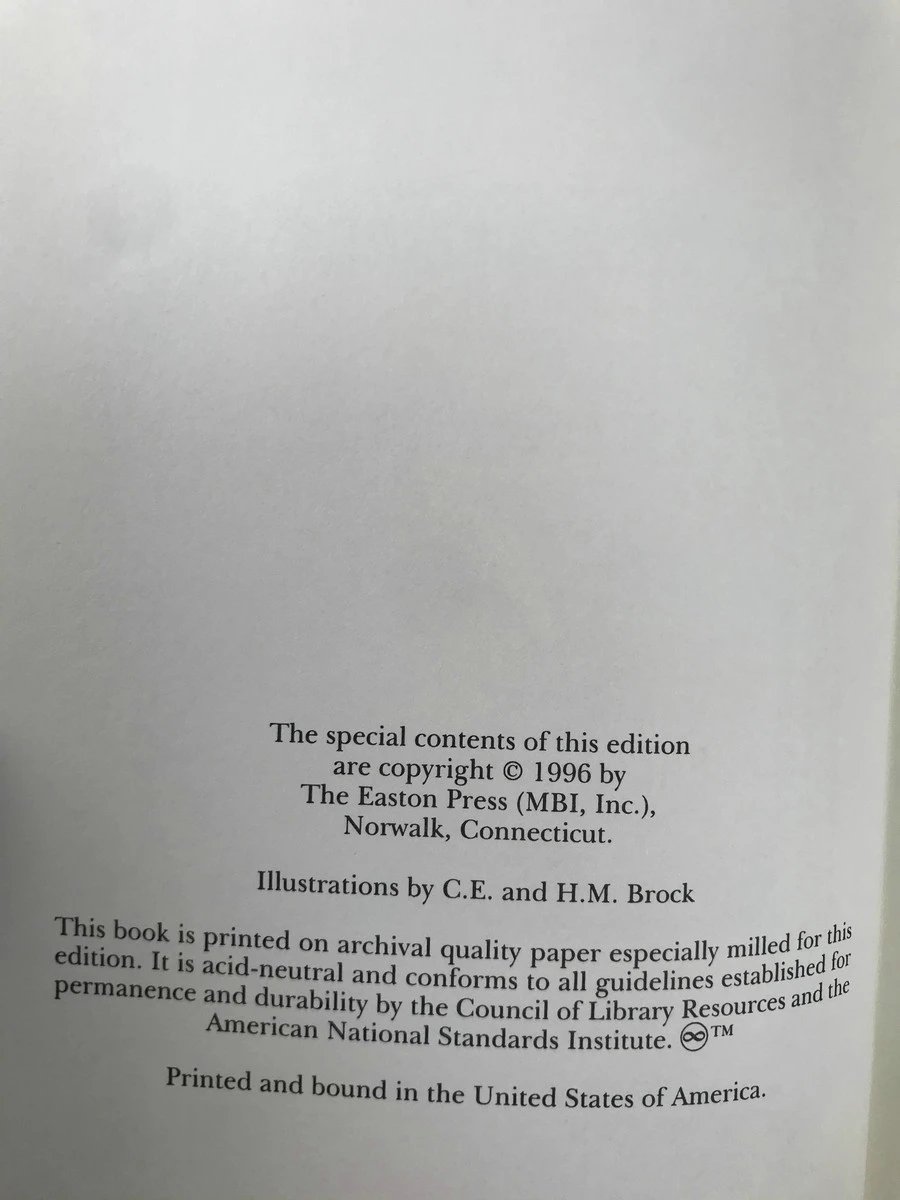 The special contents of this edition
are copyright © 1996 by
The Easton Press (MBI, Inc.),
Norwalk, Connecticut.
Illustrations by C.E. and H.M. Brock
This book is printed on archival quality paper especially milled for this
edition. It is acid-neutral and conforms to all guidelines established for
permanence and durability by the Council of Library Resources and the
American National Standards Institute. ♾™
Printed and bound in the United States of America.